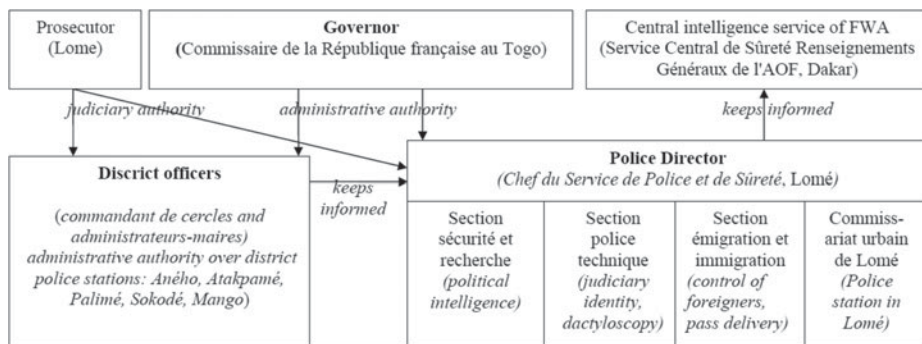 Prosecutor
(Lome)
Governor
(Commissaire de la République française au Togo)
Central intelligence service of FWA
(Service Central de Sûreté Renseignements
Généraux de l'AOF, Dakar)
judiciary authority
administrative authority
keeps informed
Discrict officers
(commandant de cercles and
administrateurs-maires)
administrative authority over district
police stations: Aného, Atakpamé,
Palimé, Sokodé, Mango)
keeps
informed
Police Director
(Chef du Service de Police et de Sûreté, Lomé)
Section
sécurité et
recherche
(political
intelligence)
Section
police
technique
(judiciary
identity,
dactyloscopy)
Section
émigration et
immigration
(control of
foreigners,
pass delivery)
Commiss-
ariat urbain
de Lomé
(Police
station in
Lomé)